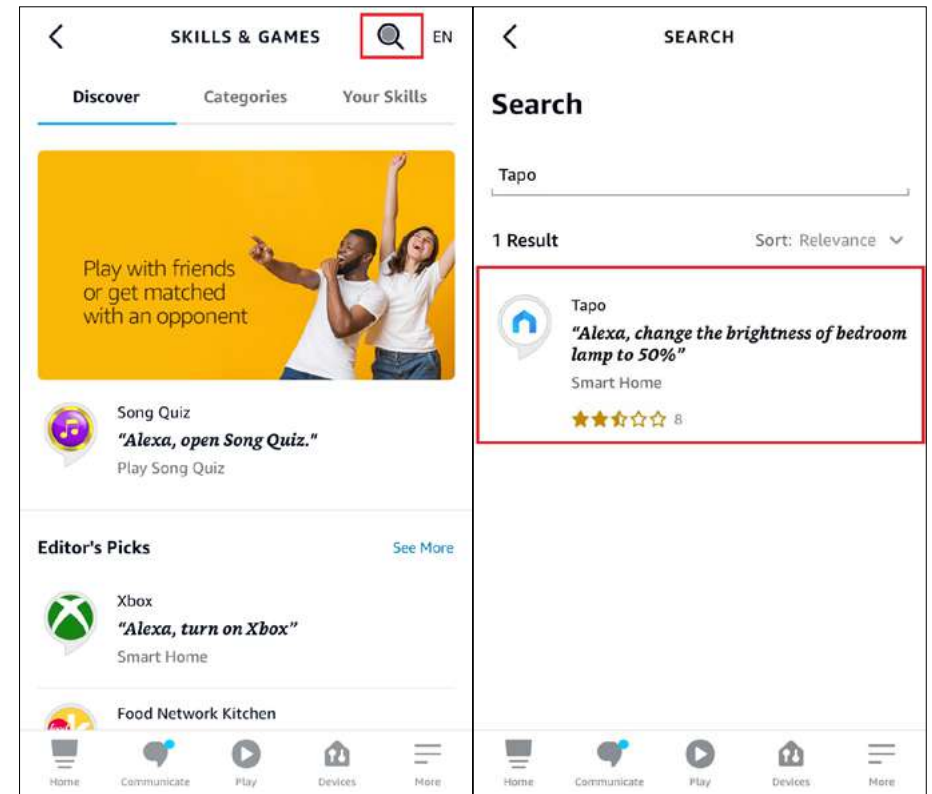 SKILLS & GAMES
EN
Discover
Categories
Your Skills
Play with friends
or get matched
with an opponent
Song Quiz
"Alexa, open Song Quiz."
Play Song Quiz
Editor's Picks
See More
Xbox
"Alexa, turn on Xbox"
Smart Home
food
Food Network Kitchen
Home
Communicate
Play
Devices
More
SEARCH
Search
Tapo
1 Result
Sort: Relevance
Tapo
"Alexa, change the brightness of bedroom
lamp to 50%"
Smart Home
8
Home
Communicate
Play
Devices
More